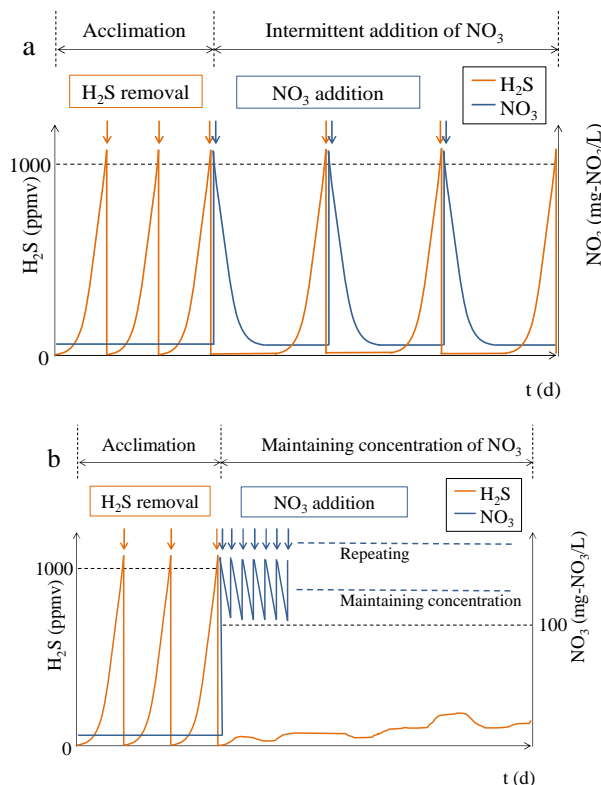 a
Acclimation
Intermittent addition of NO3
H2S removal
NO3 addition
H2S
NO3
1000
0
H2S (ppmv)
NO3 (mg-NO3/L)
t (d)
b
Acclimation
Maintaining concentration of NO3
H2S removal
NO3 addition
H2S
NO3
Repeating
Maintaining concentration
1000
100
0
H2S (ppmv)
NO3 (mg-NO3/L)
t (d)